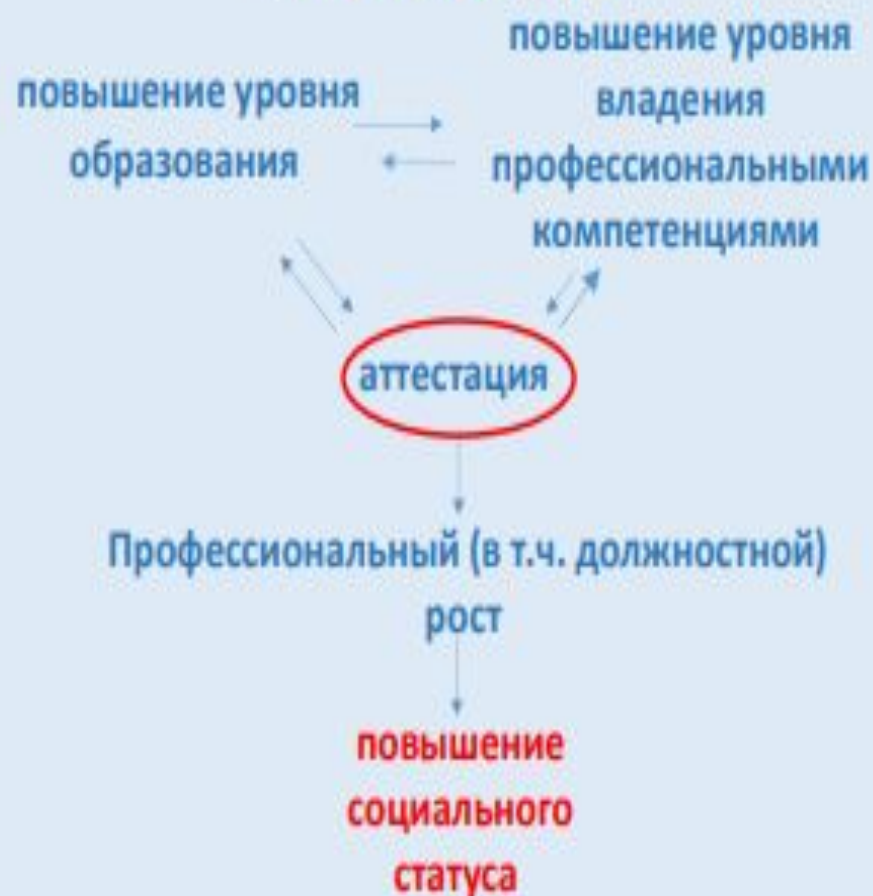 повышение уровня
образования
повышение уровня
владения
профессиональными
компетенциями
аттестация
Профессиональный (в т.ч. должностной)
рост
повышение
социального
статуса